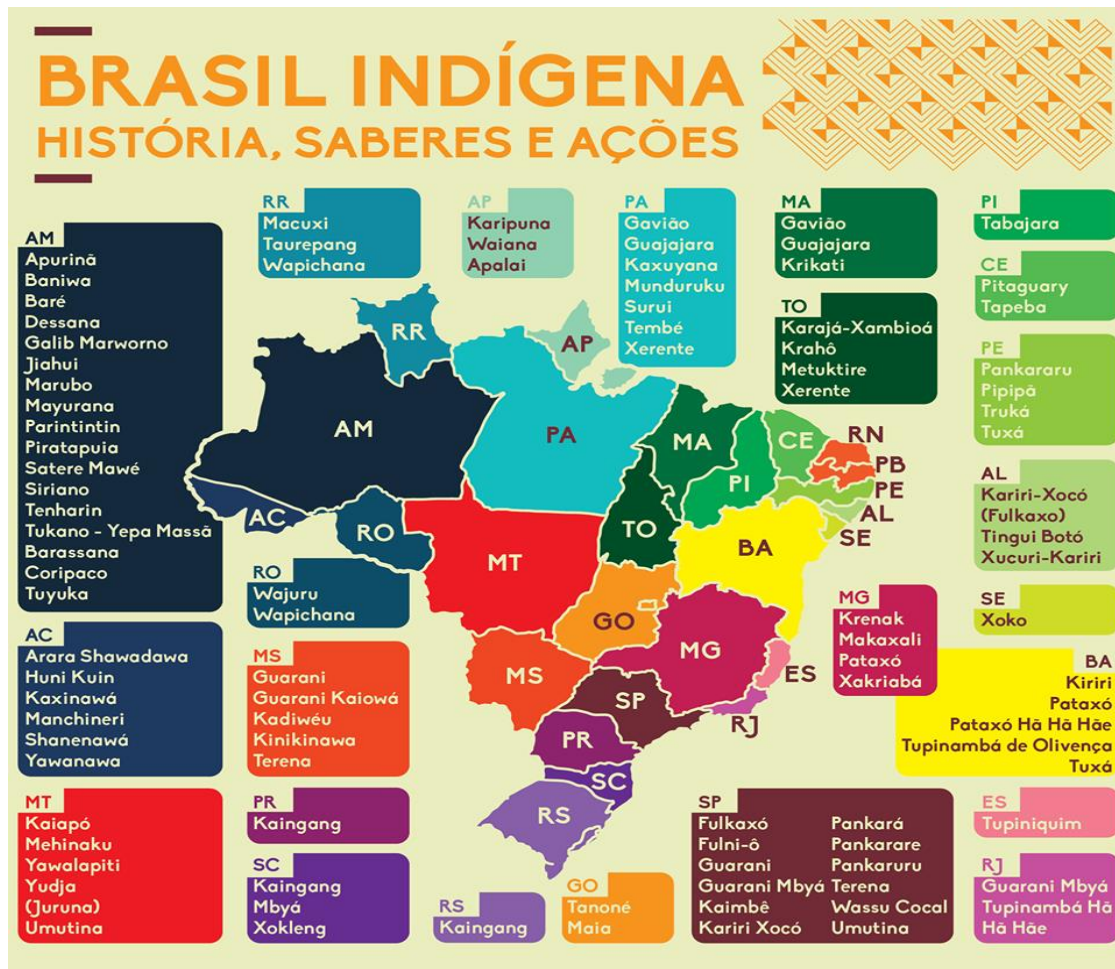 BRASIL INDÍGENA
HISTÓRIA, SABERES E AÇÕES
AM
Apurinã
Baniwa
Baré
Dessana
Galib Marworno
Jiahui
Marubo
Mayurana
Parintintin
Piratapuia
Satere Mawé
Siriano
Tenharin
Tukano - Yepa Massã
Barassana
Coripaco
Tuyuka
RR
Macuxi
Taurepang
Wapichana
AP
Karipuna
Waiana
Apalai
PA
Gavião
Guajajara
Kaxuyana
Munduruku
Surui
Tembé
Xerente
MA
Gavião
Guajajara
Krikati
PI
Tabajara
CE
Pitaguary
Tapeba
TO
Karajá-Xambioá
Krahô
Metuktire
Xerente
PE
Pankararu
Pipipã
Truká
Tuxá
AL
Kariri-Xocó
(Fulkaxo)
Tingui Botó
Xucuri-Kariri
SE
Xoko
RR
AP
AM
PA
MA
CE
RN
PB
PE
AL
SE
PI
TO
BA
AC
RO
MT
GO
MG
ES
MS
SP
RJ
PR
SC
RS
RO
Wajuru
Wapichana
AC
Arara Shawadawa
Huni Kuin
Kaxinawá
Manchineri
Shanenawá
Yawanawa
MS
Guarani
Guarani Kaiowá
Kadiwéu
Kinikinawa
Terena
MG
Krenak
Makaxali
Pataxó
Xakriabá
BA
Kiriri
Pataxó
Pataxó Hã Hã Hãe
Tupinambá de Olivença
Tuxá
MT
Kaiapó
Mehinaku
Yawalapiti
Yudja
(Juruna)
Umutina
PR
Kaingang
SC
Kaingang
Mbyá
Xokleng
RS
Kaingang
GO
Tanoné
Maia
SP
Fulkaxó
Fulni-ô
Guarani
Guarani Mbyá
Kaimbê
Kariri Xocó
Pankará
Pankarare
Pankaruru
Terena
Wassu Cocal
Umutina
ES
Tupiniquim
RJ
Guarani Mbyá
Tupinambá Hã
Hã Hãe